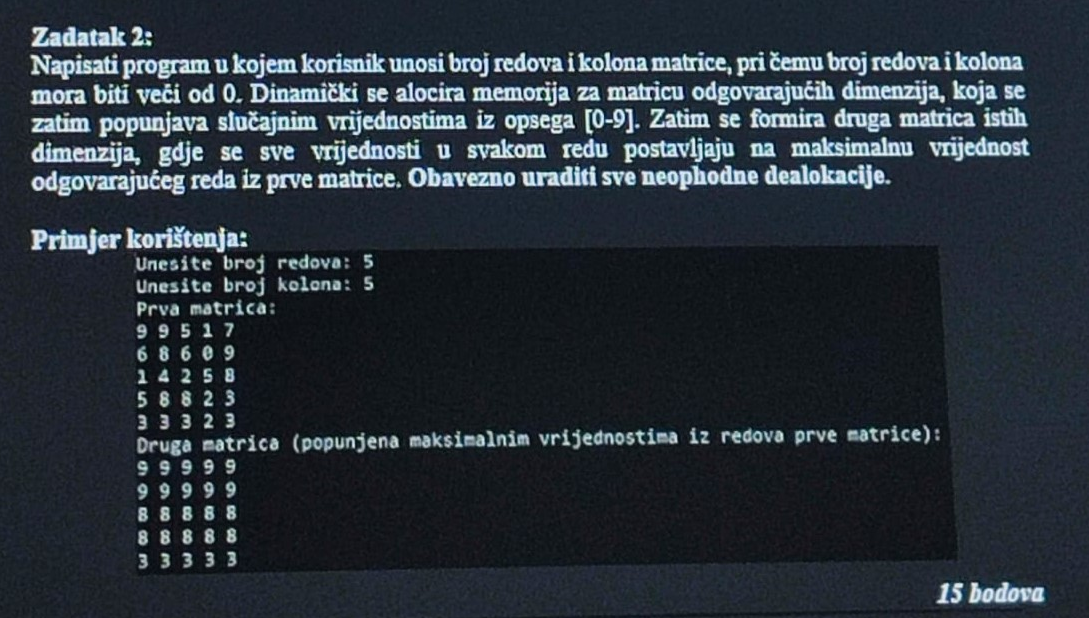 Zadatak 2:
Napisati program u kojem korisnik unosi broj redova i kolona matrice, pri čemu broj redova i kolona
mora biti veći od 0. Dinamički se alocira memorija za matricu odgovarajućih dimenzija, koja se
zatim popunjava slučajnim vrijednostima iz opsega [0-9]. Zatim se formira druga matrica istih
dimenzija, gdje se sve vrijednosti u svakom redu postavljaju na maksimalnu vrijednost
odgovarajućeg reda iz prve matrice. Obavezno uraditi sve neophodne dealokacije.
Primjer korištenja:
Unesite broj redova: 5
Unesite broj kolona: 5
Prva matrica:
9 9 5 1 7
6 8 6 0 9
1 4 2 5 8
5 8 8 2 3
3 3 3 2 3
Druga matrica (popunjena maksimalnim vrijednostima iz redova prve matrice):
9 9 9 9 9
9 9 9 9 9
8 8 8 8 8
8 8 8 8 8
3 3 3 3 3
15 bodova